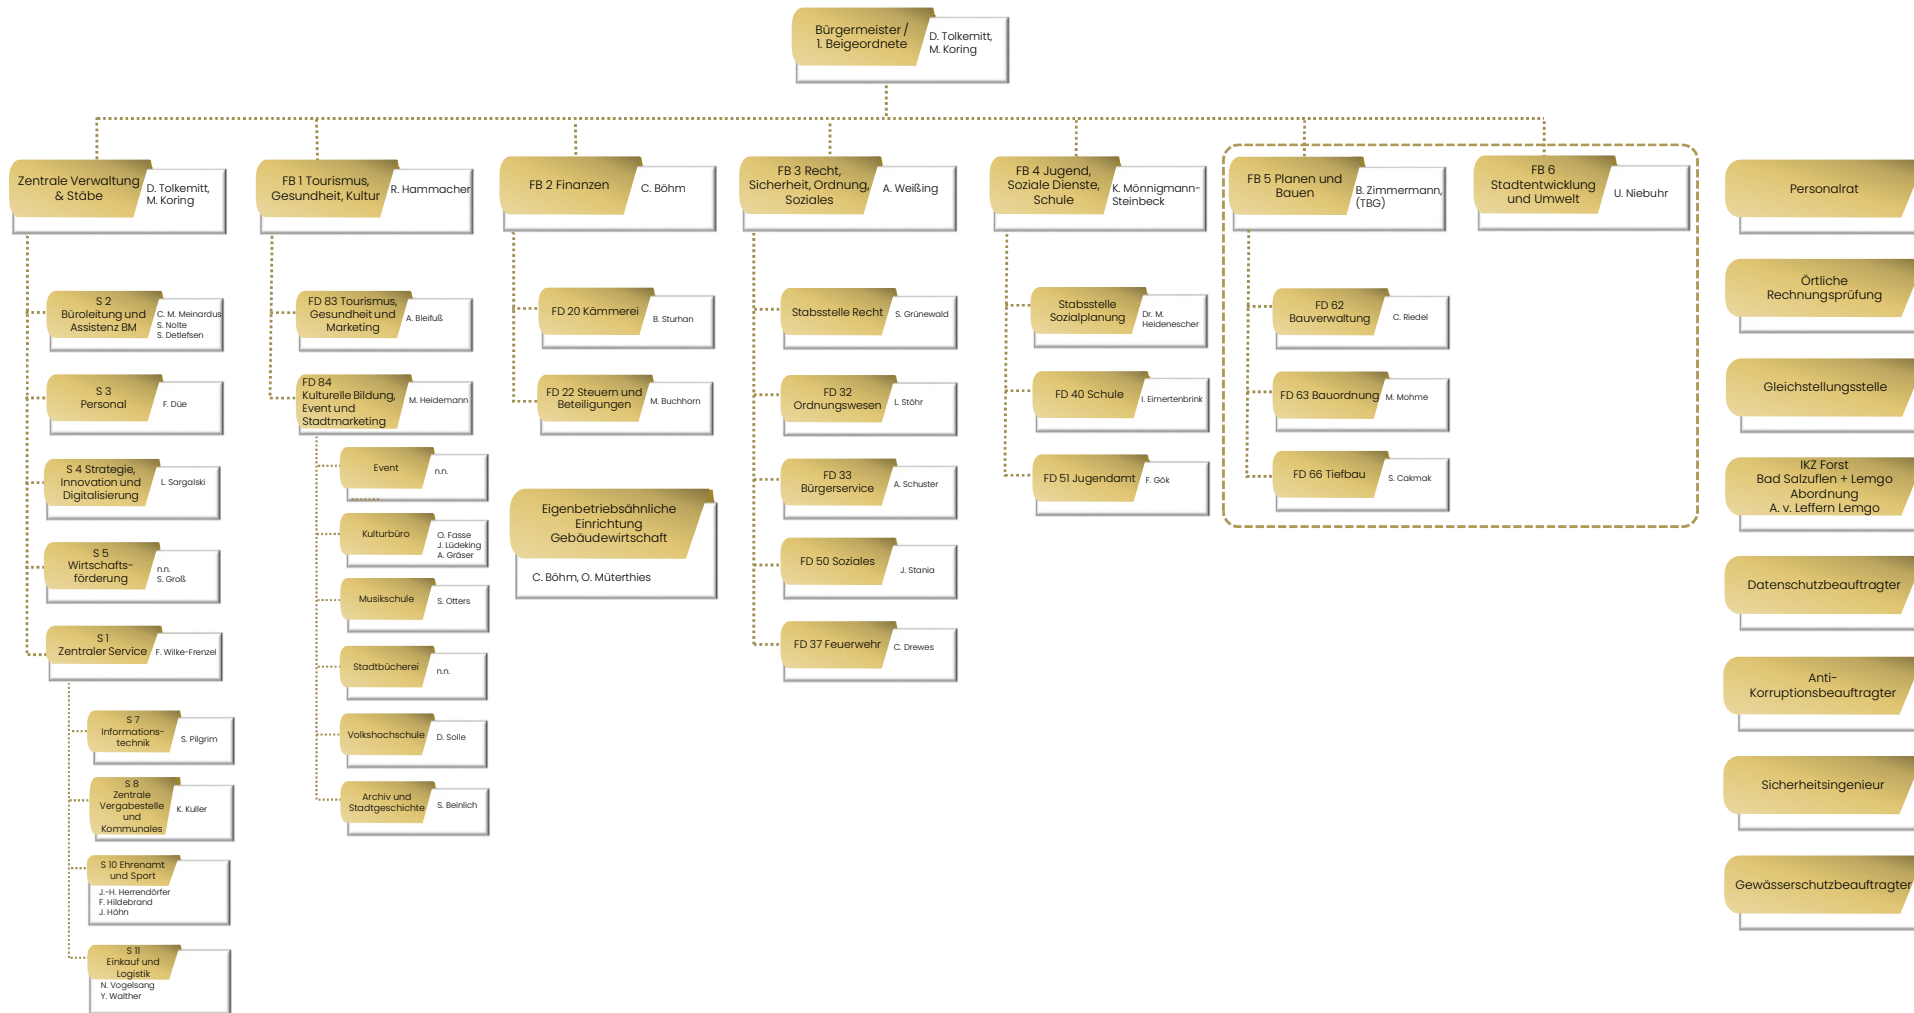 Bürgermeister /
1. Beigeordnete
D. Tolkemitt,
M. Koring
Zentrale Verwaltung
& Stäbe
D. Tolkemitt,
M. Koring
S 2
Büroleitung und
Assistenz BM
C. M. Meinardus
S. Nolte
S. Detlefsen
S 3
Personal
F. Düe
S 4 Strategie,
Innovation und
Digitalisierung
L. Sargalski
S 5
Wirtschafts-
förderung
n.n.
S. Groß
S 1
Zentraler Service
F. Wilke-Frenzel
S 7
Informations-
technik
S. Pilgrim
S 8
Zentrale
Vergabestelle
und
Kommunales
K. Kuller
S 10 Ehrenamt
und Sport
J.-H. Herrendörfer
F. Hildebrand
J. Höhn
S 11
Einkauf und
Logistik
N. Vogelsang
Y. Walther
FB 1 Tourismus,
Gesundheit, Kultur
R. Hammacher
FD 83 Tourismus,
Gesundheit und
Marketing
A. Bleifuß
FD 84
Kulturelle Bildung,
Event und
Stadtmarketing
M. Heidemann
Event
n.n.
Kulturbüro
O. Fasse
J. Lüdeking
A. Gräser
Musikschule
S. Otters
Stadtbücherei
n.n.
Volkshochschule
D. Solle
Archiv und
Stadtgeschichte
S. Beinlich
FB 2 Finanzen
C. Böhm
FD 20 Kämmerei
B. Sturhan
FD 22 Steuern und
Beteiligungen
M. Buchhorn
Eigenbetriebsähnliche
Einrichtung
Gebäudewirtschaft
C. Böhm, O. Müterthies
FB 3 Recht,
Sicherheit, Ordnung,
Soziales
A. Weißing
Stabsstelle Recht
S. Grünewald
FD 32
Ordnungswesen
L. Stöhr
FD 33
Bürgerservice
A. Schuster
FD 50 Soziales
J. Stania
FD 37 Feuerwehr
C. Drewes
FB 4 Jugend,
Soziale Dienste,
Schule
K. Mönnigmann-
Steinbeck
Stabsstelle
Sozialplanung
Dr. M.
Heidenescher
FD 40 Schule
I. Eimertenbrink
FD 51 Jugendamt
F. Gök
FB 5 Planen und
Bauen
B. Zimmermann,
(TBG)
FD 62
Bauverwaltung
C. Riedel
FD 63 Bauordnung
M. Mohme
FD 66 Tiefbau
S. Cakmak
FB 6
Stadtentwicklung
und Umwelt
U. Niebuhr
Personalrat
Örtliche
Rechnungsprüfung
Gleichstellungsstelle
IKZ Forst
Bad Salzuflen + Lemgo
Abordnung
A. v. Leffern Lemgo
Datenschutzbeauftragter
Anti-
Korruptionsbeauftragter
Sicherheitsingenieur
Gewässerschutzbeauftragter